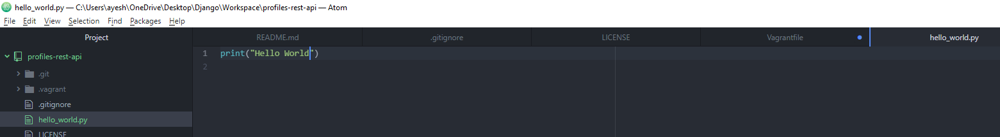 hello_world.py — C:\Users\ayesh\OneDrive\Desktop\Django\Workspace\profiles-rest-api — Atom
File Edit View Selection Find Packages Help
Project README.md .gitignore LICENSE Vagrantfile hello_world.py
profiles-rest-api
.git
.vagrant
.gitignore
hello_world.py
LICENSE
1 print("Hello World")
2